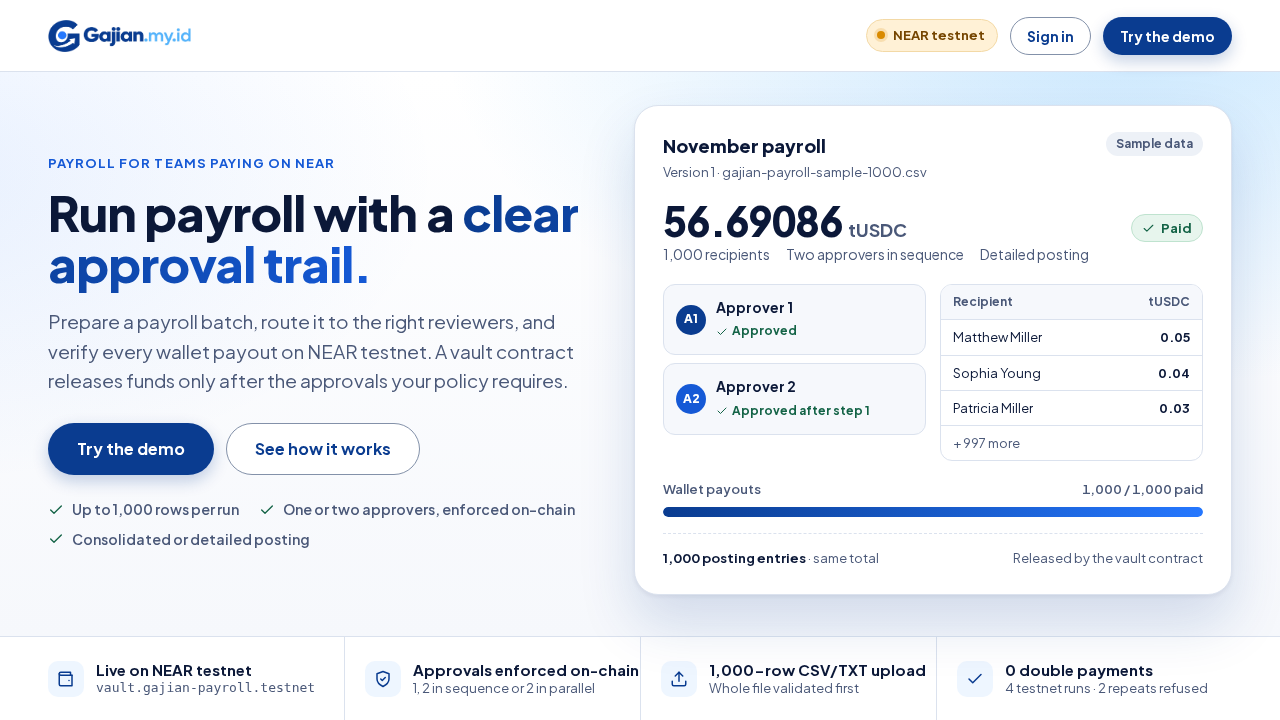 Gajian.my.id
NEAR testnet
Sign in
Try the demo
PAYROLL FOR TEAMS PAYING ON NEAR
Run payroll with a clear
approval trail.
Prepare a payroll batch, route it to the right reviewers, and
verify every wallet payout on NEAR testnet. A vault contract
releases funds only after the approvals your policy requires.
Try the demo
See how it works
Up to 1,000 rows per run
One or two approvers, enforced on-chain
Consolidated or detailed posting
November payroll
Sample data
Version 1 · gajian-payroll-sample-1000.csv
56.69086 tUSDC
Paid
1,000 recipients
Two approvers in sequence
Detailed posting
A1
Approver 1
Approved
A2
Approver 2
Approved after step 1
Recipient tUSDC
Matthew Miller 0.05
Sophia Young 0.04
Patricia Miller 0.03
+ 997 more
Wallet payouts 1,000 / 1,000 paid
1,000 posting entries · same total
Released by the vault contract
Live on NEAR testnet
vault.gajian-payroll.testnet
Approvals enforced on-chain
1, 2 in sequence or 2 in parallel
1,000-row CSV/TXT upload
Whole file validated first
0 double payments
4 testnet runs · 2 repeats refused